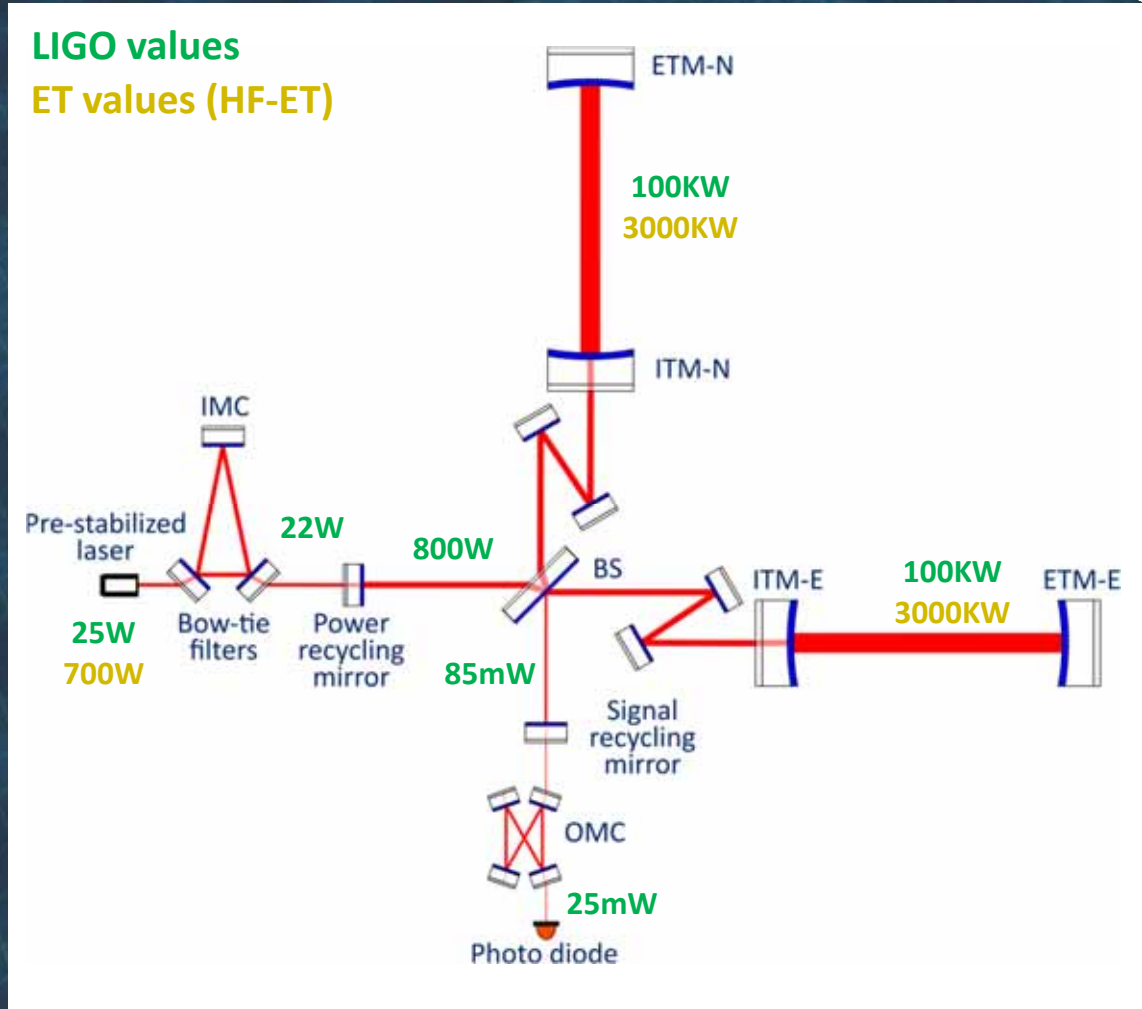 LIGO values
ET values (HF-ET)
ETM-N
100KW
3000KW
ITM-N
IMC
Pre-stabilized
laser
22W
800W
BS
ITM-E
100KW
3000KW
ETM-E
25W
700W
Bow-tie
filters
Power
recycling
mirror
85mW
Signal
recycling
mirror
OMC
25mW
Photo diode